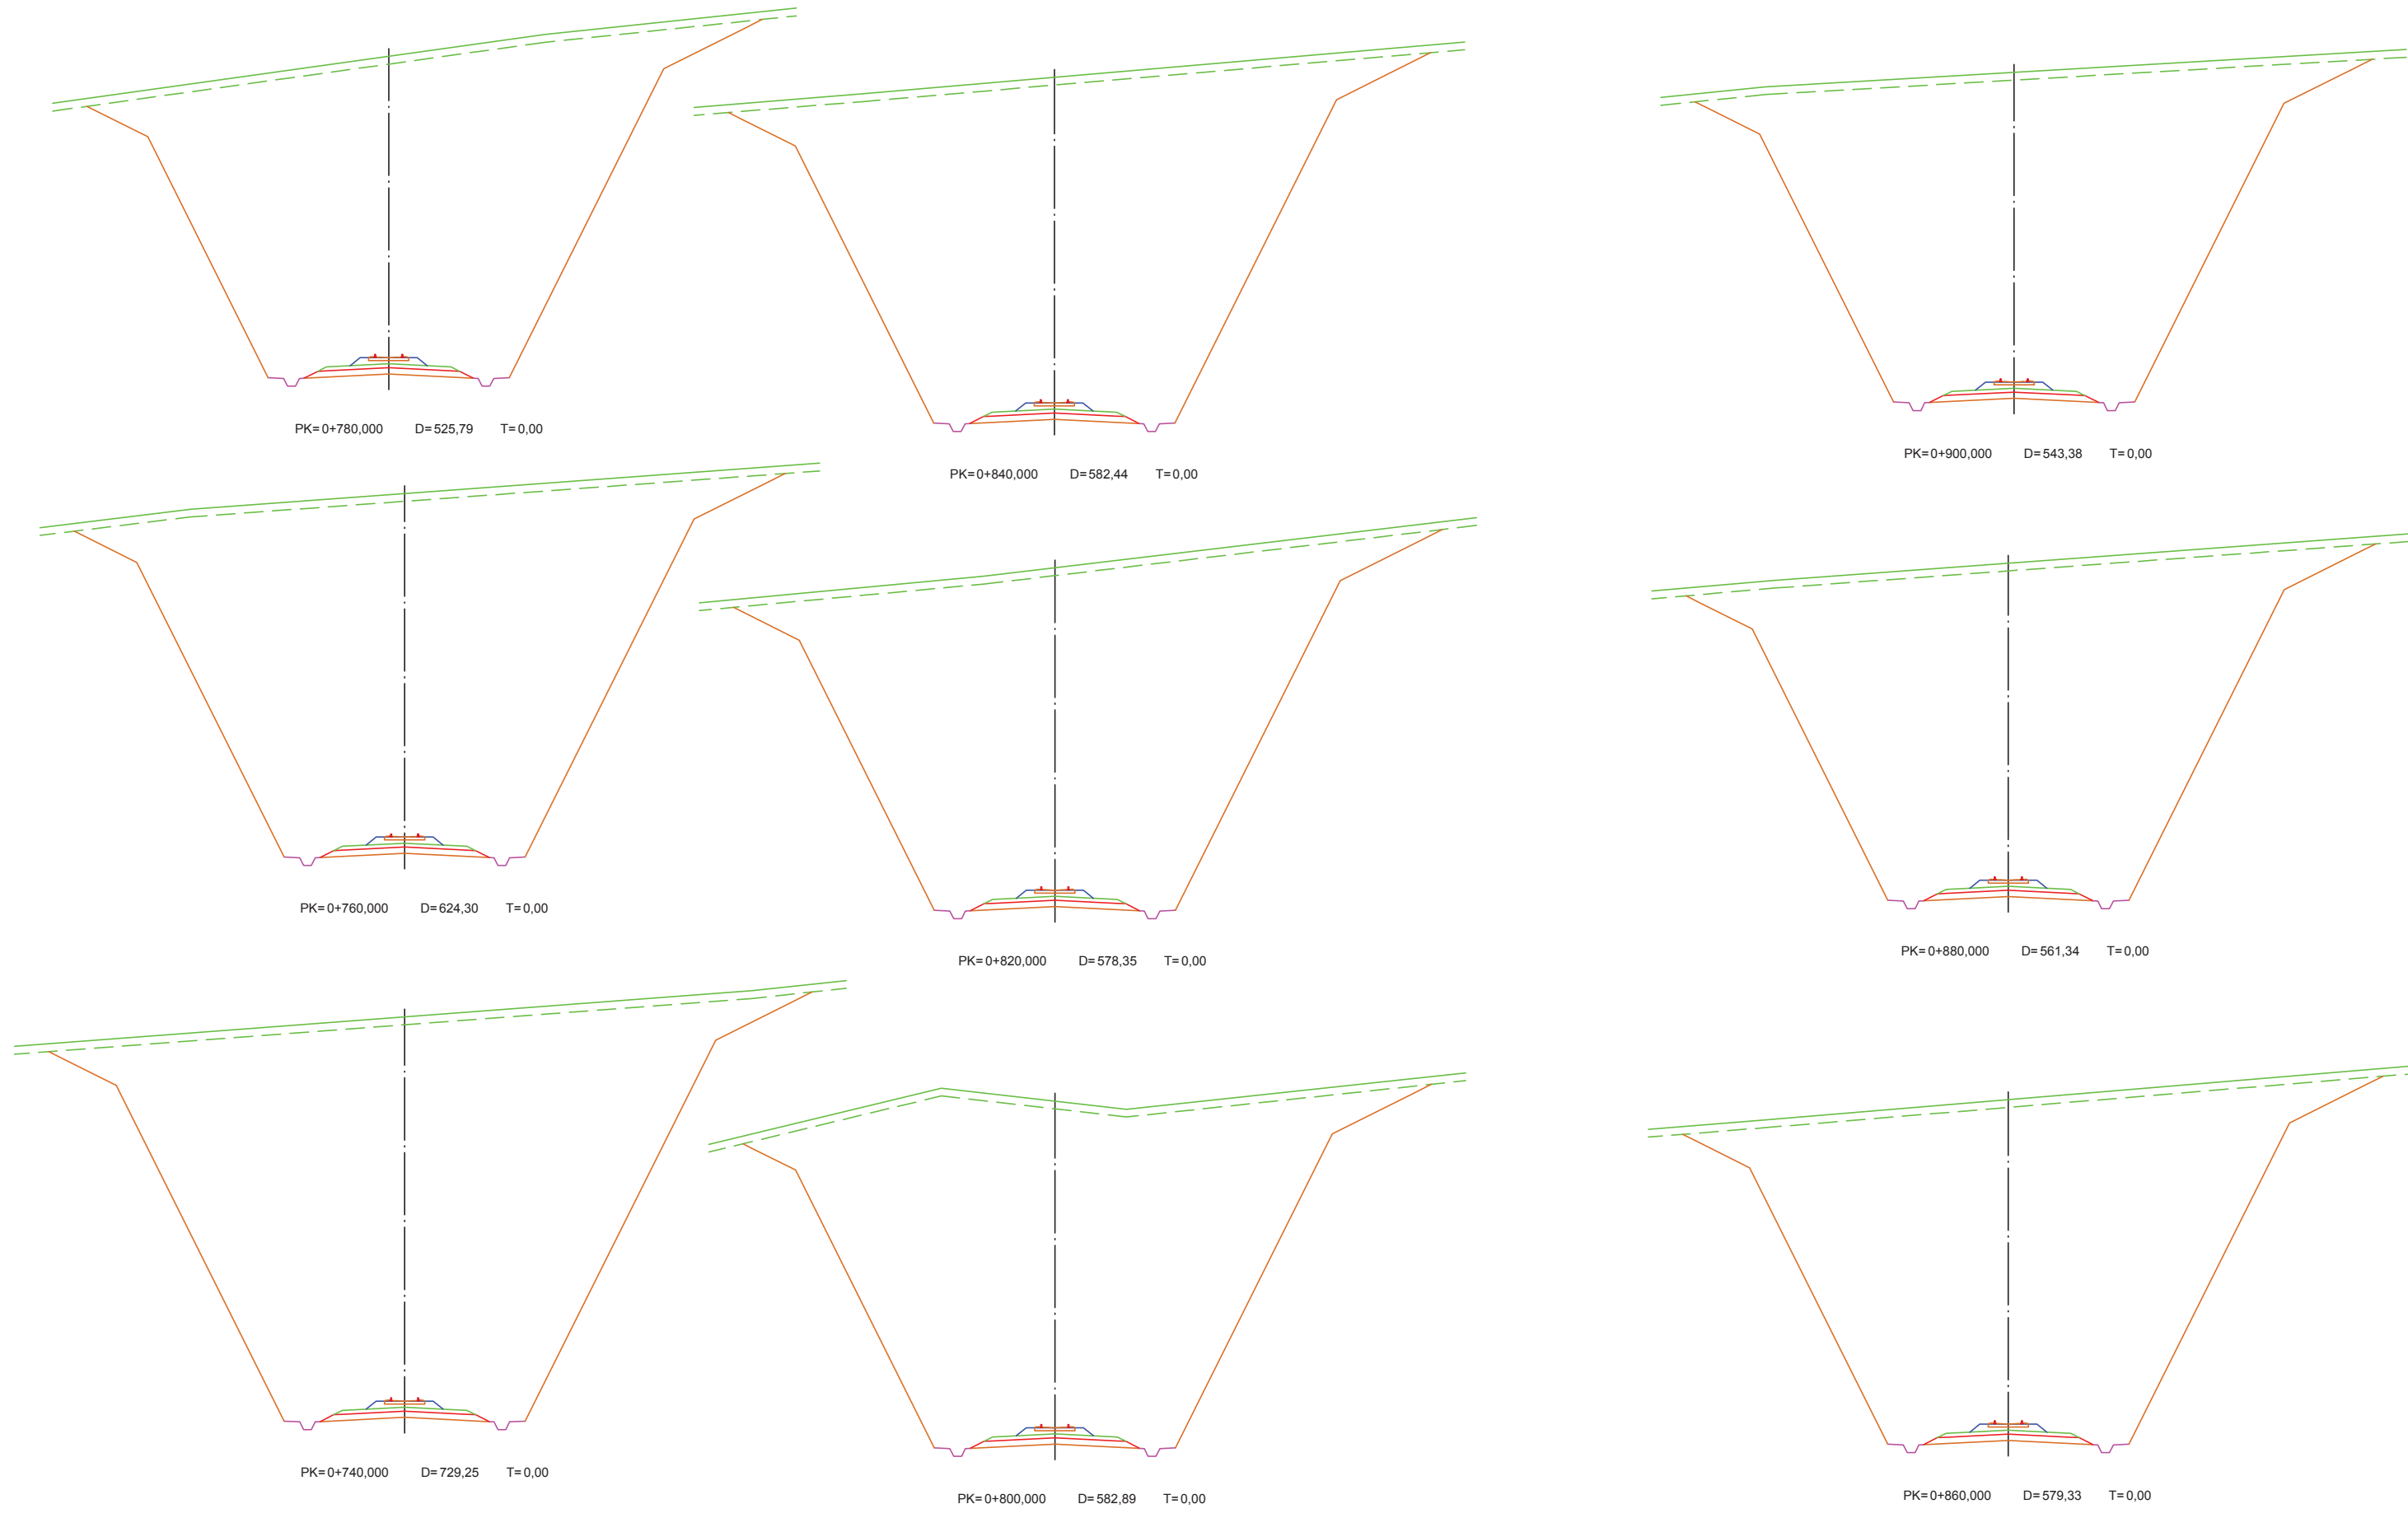 PK=0+780,000 D=525,79 T=0,00
PK=0+840,000 D=582,44 T=0,00
PK=0+900,000 D=543,38 T=0,00
PK=0+760,000 D=624,30 T=0,00
PK=0+820,000 D=578,35 T=0,00
PK=0+880,000 D=561,34 T=0,00
PK=0+740,000 D=729,25 T=0,00
PK=0+800,000 D=582,89 T=0,00
PK=0+860,000 D=579,33 T=0,00